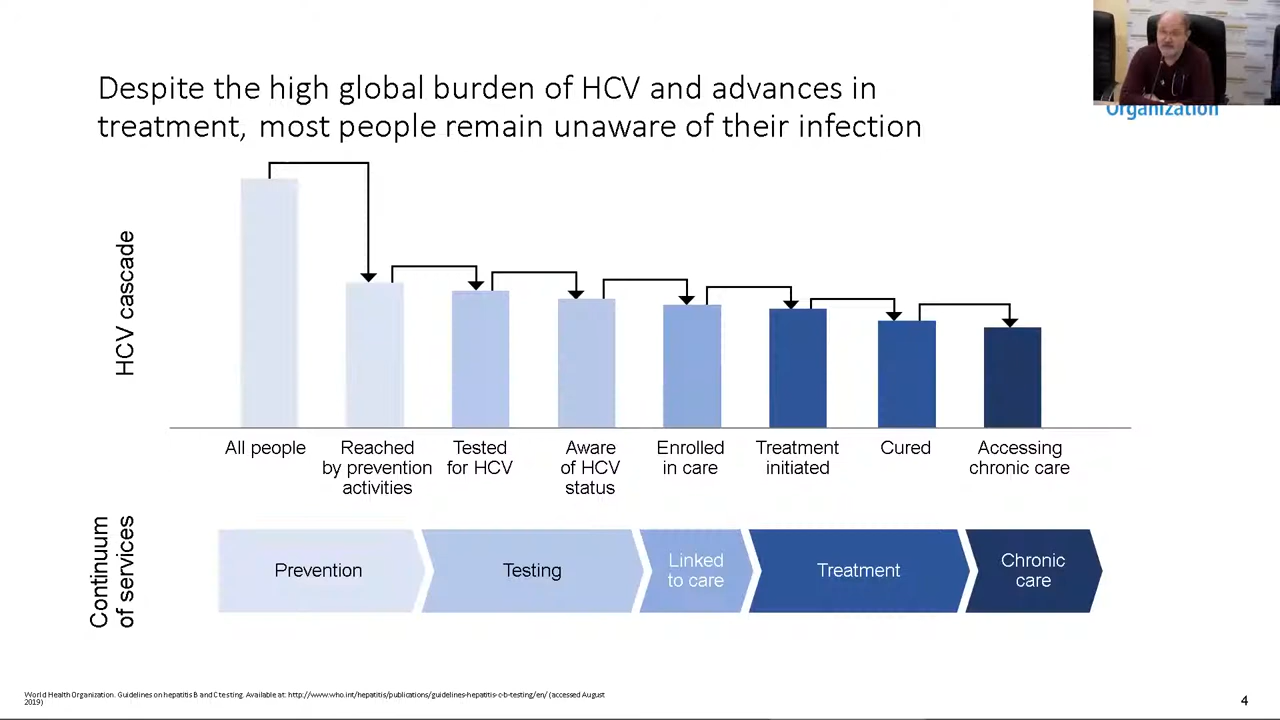 Despite the high global burden of HCV and advances in
treatment, most people remain unaware of their infection
Organization
HCV cascade
All people
Reached
by prevention
activities
Tested
for HCV
Aware
of HCV
status
Enrolled
in care
Treatment
initiated
Cured
Accessing
chronic care
Continuum
of services
Prevention
Testing
Linked
to care
Treatment
Chronic
care
World Health Organization. Guidelines on hepatitis B and C testing. Available at: http://www.who.int/hepatitis/publications/guidelines-hepatitis-c-b-testing/en/ (accessed August
2019)
4